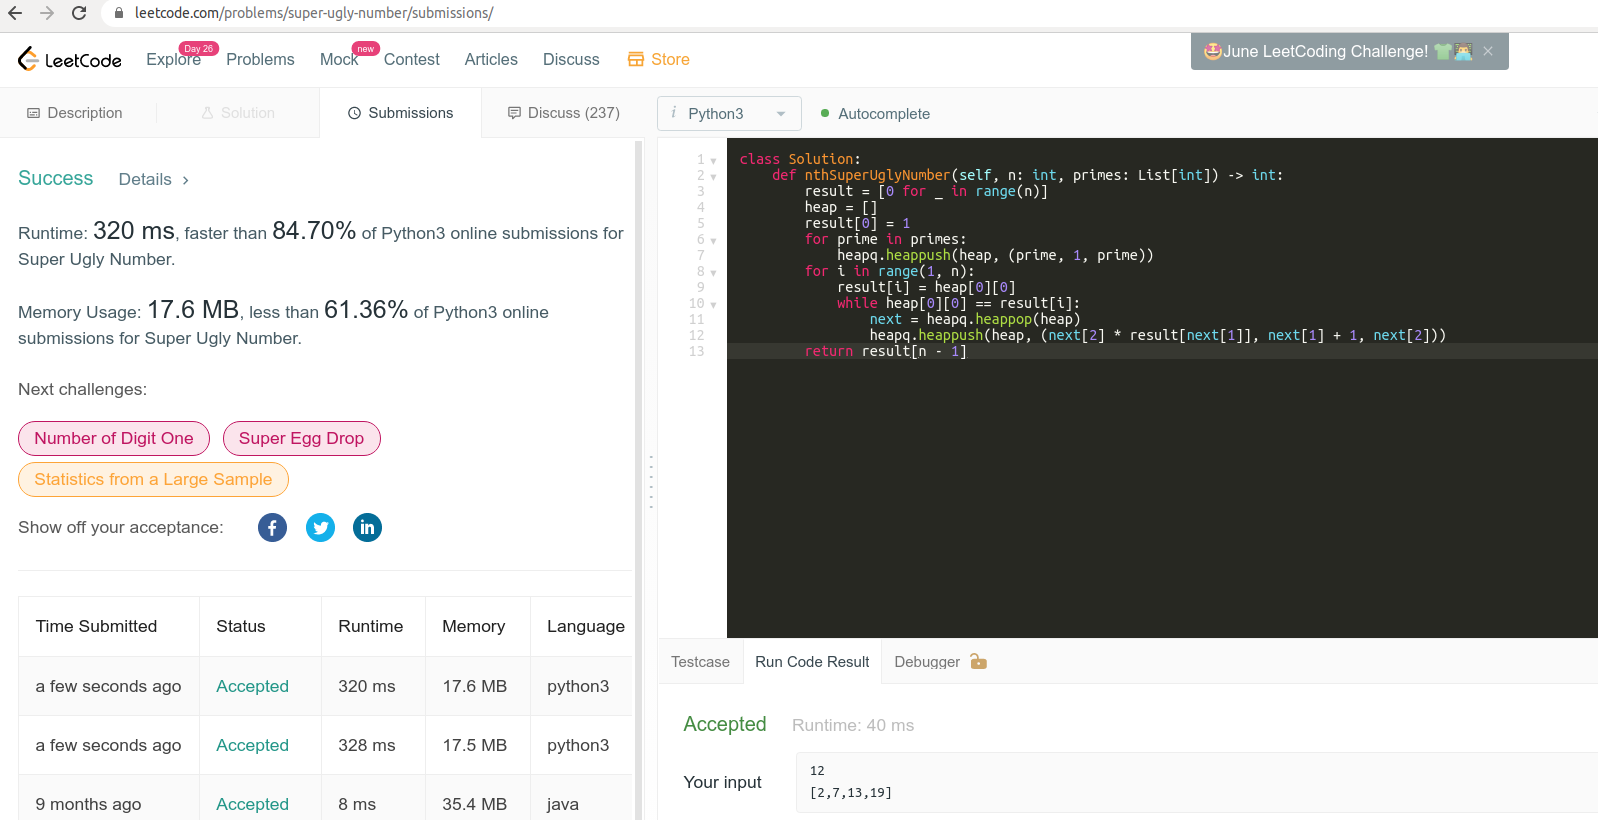 leetcode.com/problems/super-ugly-number/submissions/
LeetCode
Explore
Day 26
Problems
Mock
new
Contest
Articles
Discuss
Store
June LeetCoding Challenge!
Description
Solution
Submissions
Discuss (237)
i Python3
Autocomplete
Success
Details
Runtime: 320 ms, faster than 84.70% of Python3 online submissions for
Super Ugly Number.
Memory Usage: 17.6 MB, less than 61.36% of Python3 online
submissions for Super Ugly Number.
Next challenges:
Number of Digit One
Super Egg Drop
Statistics from a Large Sample
Show off your acceptance:
Time Submitted Status Runtime Memory Language
a few seconds ago Accepted 320 ms 17.6 MB python3
a few seconds ago Accepted 328 ms 17.5 MB python3
9 months ago Accepted 8 ms 35.4 MB java
1 class Solution:
2     def nthSuperUglyNumber(self, n: int, primes: List[int]) -> int:
3         result = [0 for _ in range(n)]
4         heap = []
5         result[0] = 1
6         for prime in primes:
7             heapq.heappush(heap, (prime, 1, prime))
8         for i in range(1, n):
9             result[i] = heap[0][0]
10             while heap[0][0] == result[i]:
11                 next = heapq.heappop(heap)
12                 heapq.heappush(heap, (next[2] * result[next[1]], next[1] + 1, next[2]))
13         return result[n - 1]
Testcase
Run Code Result
Debugger
Accepted
Runtime: 40 ms
Your input
12
[2,7,13,19]